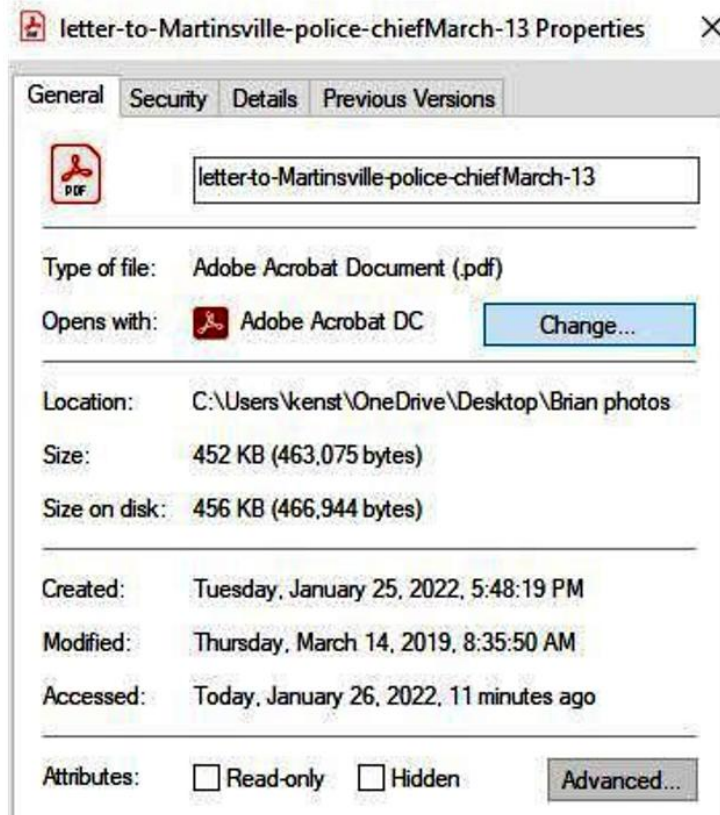 letter-to-Martinsville-police-chiefMarch-13 Properties
General Security Details Previous Versions
PDF
letter-to-Martinsville-police-chiefMarch-13
Type of file: Adobe Acrobat Document (.pdf)
Opens with: Adobe Acrobat DC Change...
Location: C:\Users\kenst\OneDrive\Desktop\Brian photos
Size: 452 KB (463,075 bytes)
Size on disk: 456 KB (466,944 bytes)
Created: Tuesday, January 25, 2022, 5:48:19 PM
Modified: Thursday, March 14, 2019, 8:35:50 AM
Accessed: Today, January 26, 2022, 11 minutes ago
Attributes: Read-only Hidden Advanced...